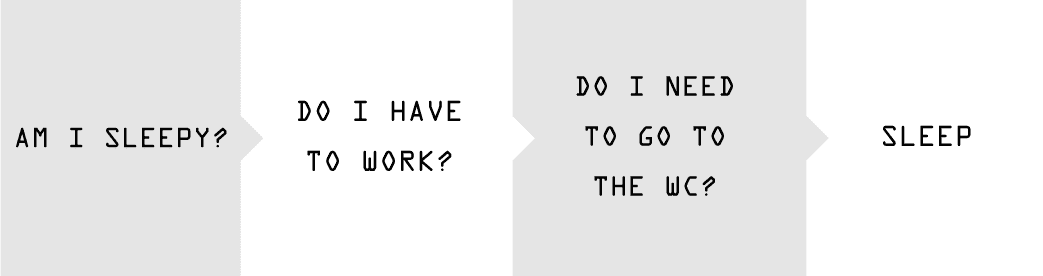 AM I SLEEPY?
DO I HAVE
TO WORK?
DO I NEED
TO GO TO
THE WC?
SLEEP